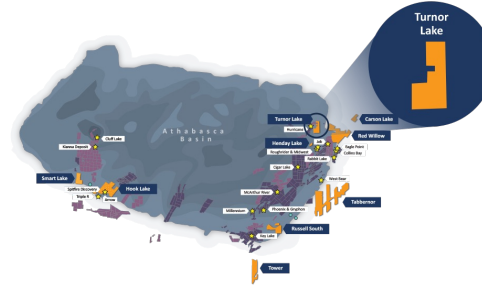 Turnor
Lake
Turnor Lake
Carson Lake
Hurricane
Red Willow
Athabasca
Basin
Henday Lake
JEB
Eagle Point
Roughrider & Midwest
Collins Bay
Rabbit Lake
Cluff Lake
Kianna Deposit
Cigar Lake
West Bear
Smart Lake
Hook Lake
Spitfire Discovery
Triple R
Arrow
McArthur River
Tabbernor
Millennium
Phoenix & Gryphon
Russell South
Key Lake
Tower